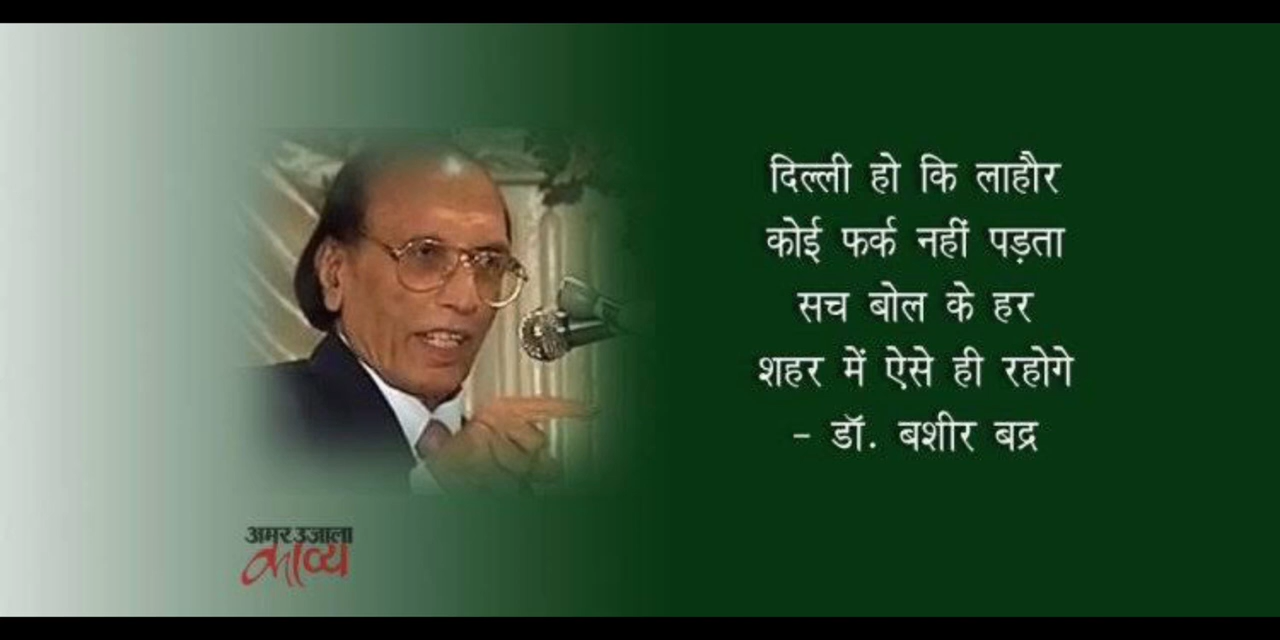 दिल्ली हो कि लाहौर
कोई फर्क नहीं पड़ता
सच बोल के हर
शहर में ऐसे ही रहोगे
- डॉ. बशीर बद्र
अमर उजाला
काव्य